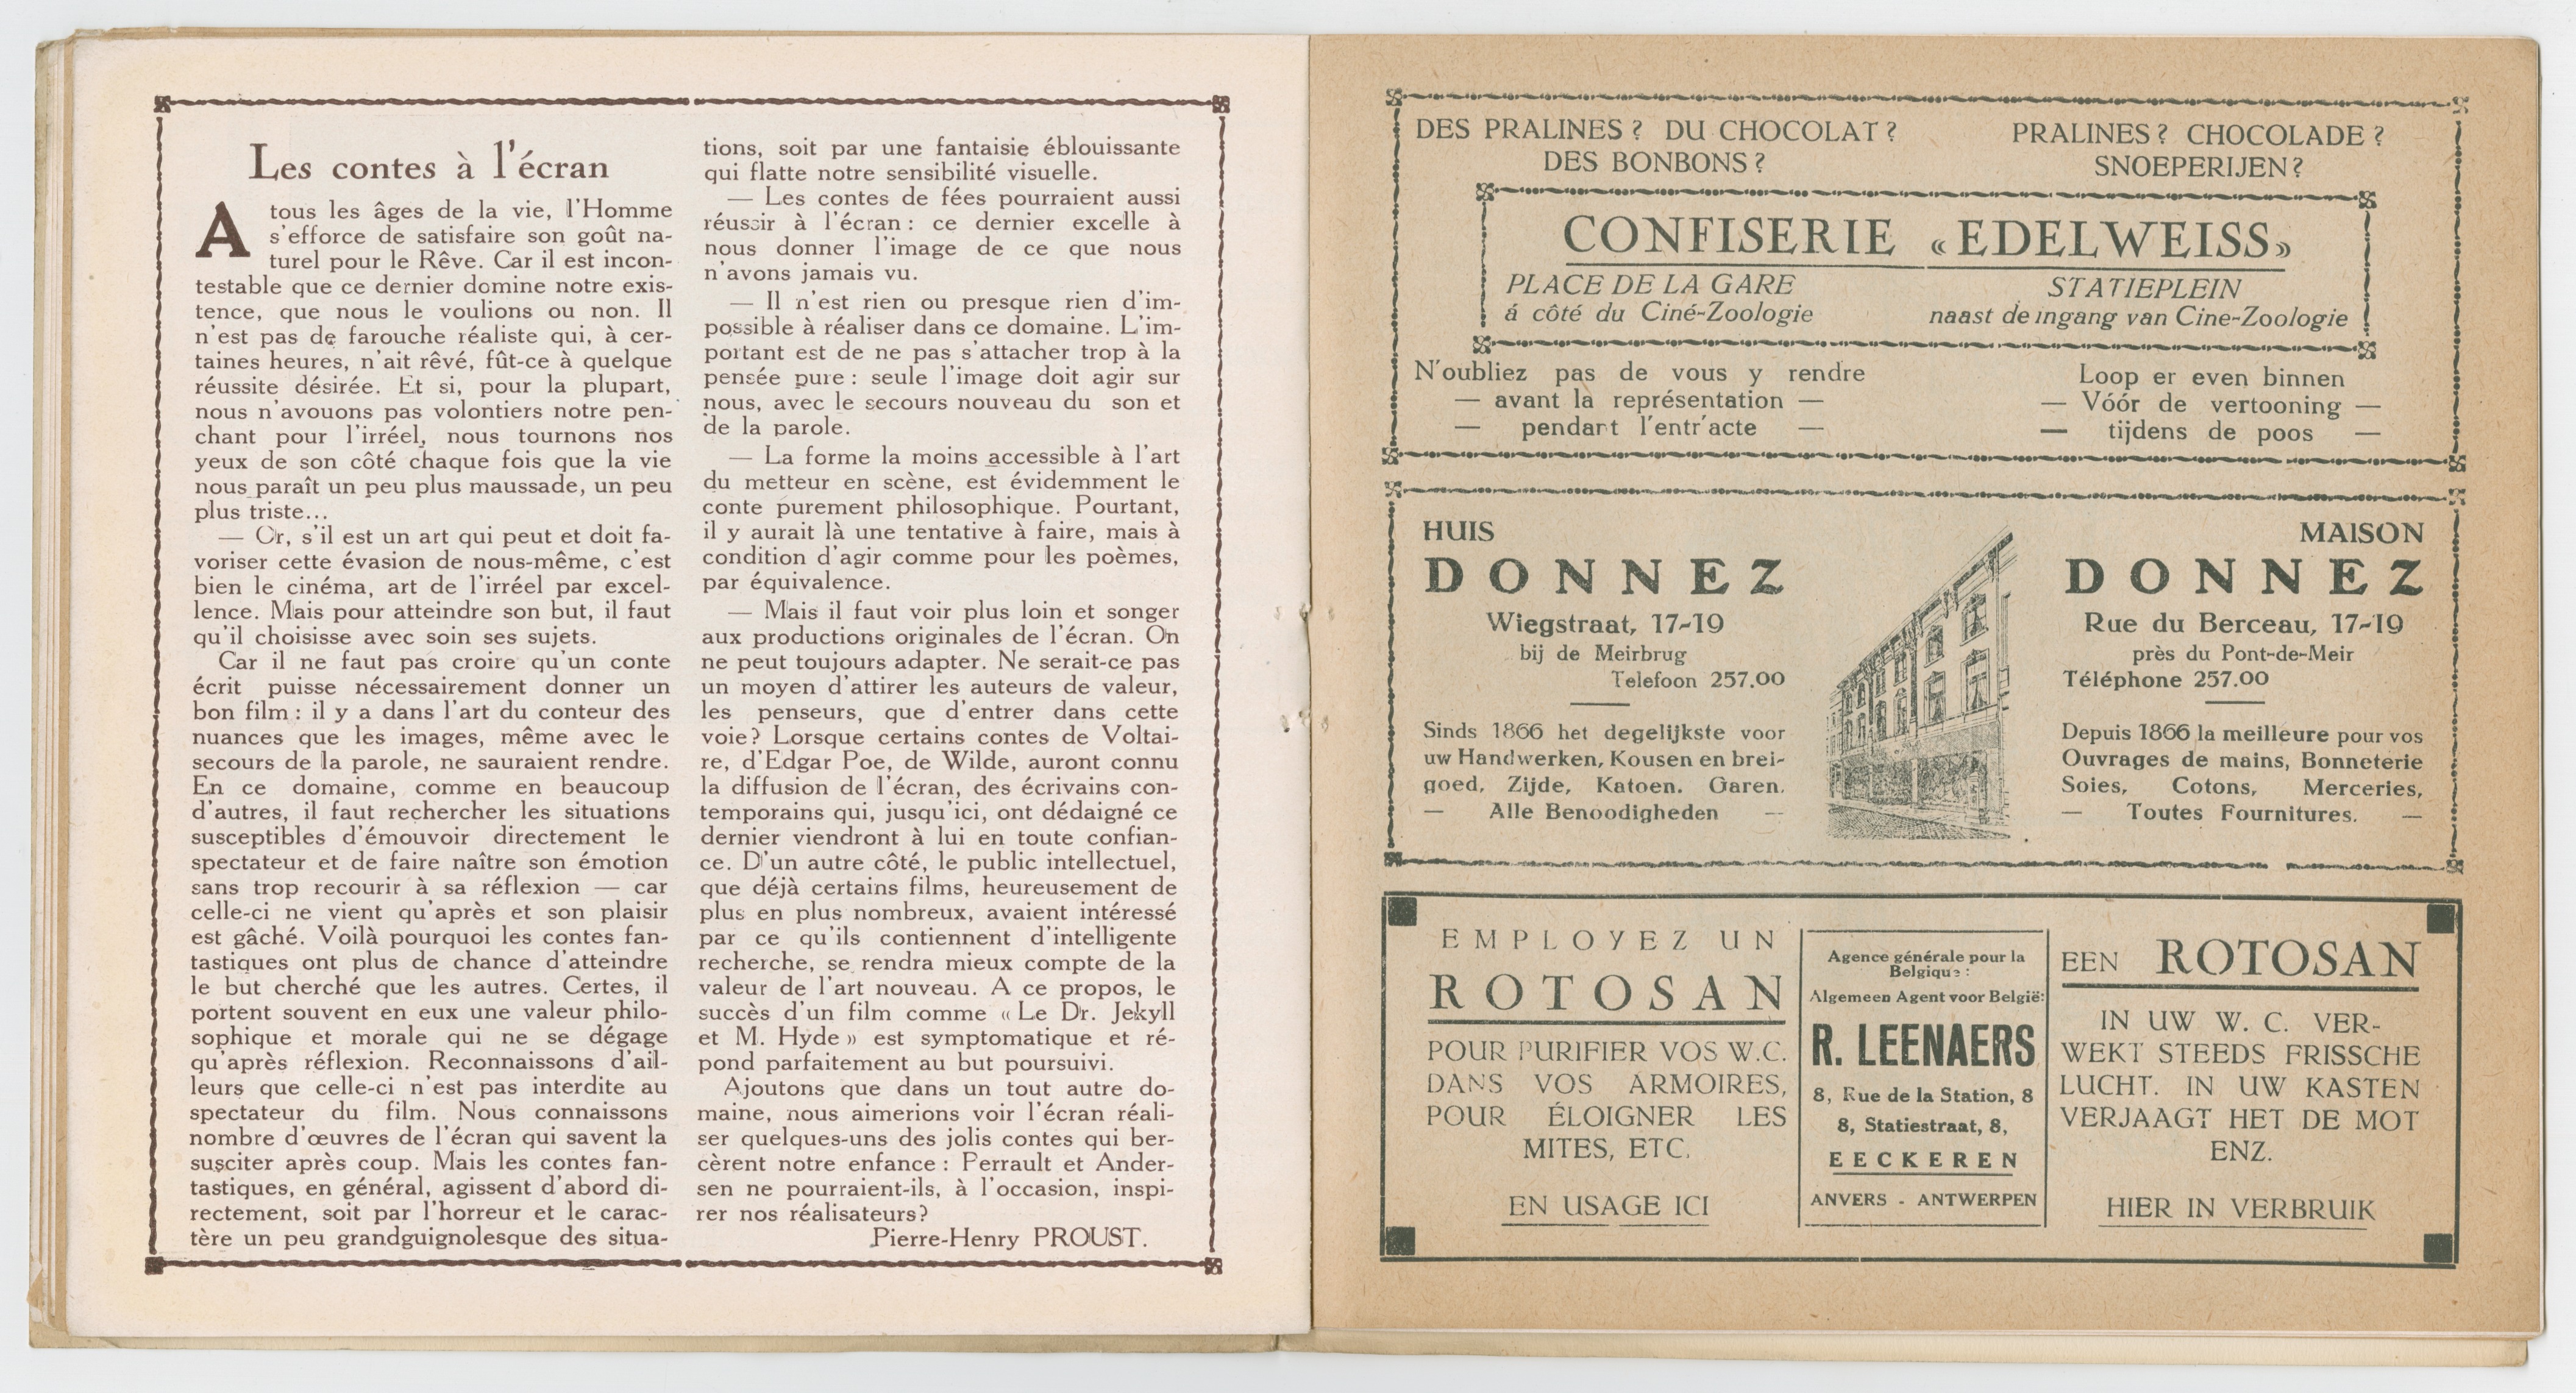 Les contes à l'écran
A tous les âges de la vie, l'Homme
s'efforce de satisfaire son goût na-
turel pour le Rêve. Car il est incon-
testable que ce dernier domine notre exis-
tence, que nous le voulions ou non. Il
n'est pas de farouche réaliste qui, à cer-
taines heures, n'ait rêvé, fût-ce à quelque
réussite désirée. Et si, pour la plupart,
nous n'avouons pas volontiers notre pen-
chant pour l'irréel, nous tournons nos
yeux de son côté chaque fois que la vie
nous paraît un peu plus maussade, un peu
plus triste...
— Or, s'il est un art qui peut et doit fa-
voriser cette évasion de nous-même, c'est
bien le cinéma, art de l'irréel par excel-
lence. Mais pour atteindre son but, il faut
qu'il choisisse avec soin ses sujets.
Car il ne faut pas croire qu'un conte
écrit puisse nécessairement donner un
bon film : il y a dans l'art du conteur des
nuances que les images, même avec le
secours de la parole, ne sauraient rendre.
En ce domaine, comme en beaucoup
d'autres, il faut rechercher les situations
susceptibles d'émouvoir directement le
spectateur et de faire naître son émotion
sans trop recourir à sa réflexion — car
celle-ci ne vient qu'après et son plaisir
est gâché. Voilà pourquoi les contes fan-
tastiques ont plus de chance d'atteindre
le but cherché que les autres. Certes, il
portent souvent en eux une valeur philo-
sophique et morale qui ne se dégage
qu'après réflexion. Reconnaissons d'ail-
leurs que celle-ci n'est pas interdite au
spectateur du film. Nous connaissons
nombre d'œuvres de l'écran qui savent la
susciter après coup. Mais les contes fan-
tastiques, en général, agissent d'abord di-
rectement, soit par l'horreur et le carac-
tère un peu grandguignolesque des situa-
tions, soit par une fantaisie éblouissante
qui flatte notre sensibilité visuelle.
— Les contes de fées pourraient aussi
réussir à l'écran : ce dernier excelle à
nous donner l'image de ce que nous
n'avons jamais vu.
— Il n'est rien ou presque rien d'im-
possible à réaliser dans ce domaine. L'im-
portant est de ne pas s'attacher trop à la
pensée pure : seule l'image doit agir sur
nous, avec le secours nouveau du son et
de la parole.
— La forme la moins accessible à l'art
du metteur en scène, est évidemment le
conte purement philosophique. Pourtant,
il y aurait là une tentative à faire, mais à
condition d'agir comme pour les poèmes,
par équivalence.
— Mais il faut voir plus loin et songer
aux productions originales de l'écran. On
ne peut toujours adapter. Ne serait-ce pas
un moyen d'attirer les auteurs de valeur,
les penseurs, que d'entrer dans cette
voie? Lorsque certains contes de Voltai-
re, d'Edgar Poe, de Wilde, auront connu
la diffusion de l'écran, des écrivains con-
temporains qui, jusqu'ici, ont dédaigné ce
dernier viendront à lui en toute confian-
ce. D'un autre côté, le public intellectuel,
que déjà certains films, heureusement de
plus en plus nombreux, avaient intéressé
par ce qu'ils contiennent d'intelligente
recherche, se rendra mieux compte de la
valeur de l'art nouveau. A ce propos, le
succès d'un film comme « Le Dr. Jekyll
et M. Hyde » est symptomatique et ré-
pond parfaitement au but poursuivi.
Ajoutons que dans un tout autre do-
maine, nous aimerions voir l'écran réali-
ser quelques-uns des jolis contes qui ber-
cèrent notre enfance : Perrault et Ander-
sen ne pourraient-ils, à l'occasion, inspi-
rer nos réalisateurs?
Pierre-Henry PROUST.
DES PRALINES? DU CHOCOLAT?
DES BONBONS?
PRALINES? CHOCOLADE?
SNOEPERIJEN?
CONFISERIE « EDELWEISS »
PLACE DE LA GARE
á côté du Ciné-Zoologie
STATIEPLEIN
naast de ingang van Cine-Zoologie
N'oubliez pas de vous y rendre
— avant la représentation —
— pendant l'entr'acte —
Loop er even binnen
— Vóór de vertooning —
— tijdens de poos —
HUIS
DONNEZ
Wiegstraat, 17-19
bij de Meirbrug
Telefoon 257.00
Sinds 1866 het degelijkste voor
uw Handwerken, Kousen en brei-
goed, Zijde, Katoen. Garen.
— Alle Benoodigheden —
MAISON
DONNEZ
Rue du Berceau, 17-19
près du Pont-de-Meir
Téléphone 257.00
Depuis 1866 la meilleure pour vos
Ouvrages de mains, Bonneterie
Soies, Cotons, Merceries,
— Toutes Fournitures. —
EMPLOYEZ UN
ROTOSAN
POUR PURIFIER VOS W.C.
DANS VOS ARMOIRES,
POUR ÉLOIGNER LES
MITES, ETC.
EN USAGE ICI
Agence générale pour la
Belgique :
Algemeen Agent voor België:
R. LEENAERS
8, Rue de la Station, 8
8, Statiestraat, 8,
EECKEREN
ANVERS - ANTWERPEN
EEN ROTOSAN
IN UW W. C. VER-
WEKT STEEDS FRISSCHE
LUCHT. IN UW KASTEN
VERJAAGT HET DE MOT
ENZ.
HIER IN VERBRUIK